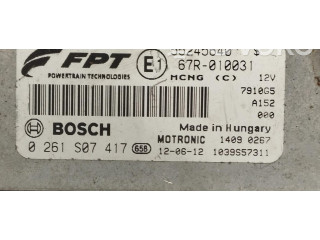 FPT
POWERTRAIN TECHNOLOGIES
E1 67R-010031
MCNG (C) 12V
7910G5
A152
000
BOSCH
Made in Hungary
MOTRONIC 1409 0267
0 261 S07 417 658 12-06-12 1039S57311